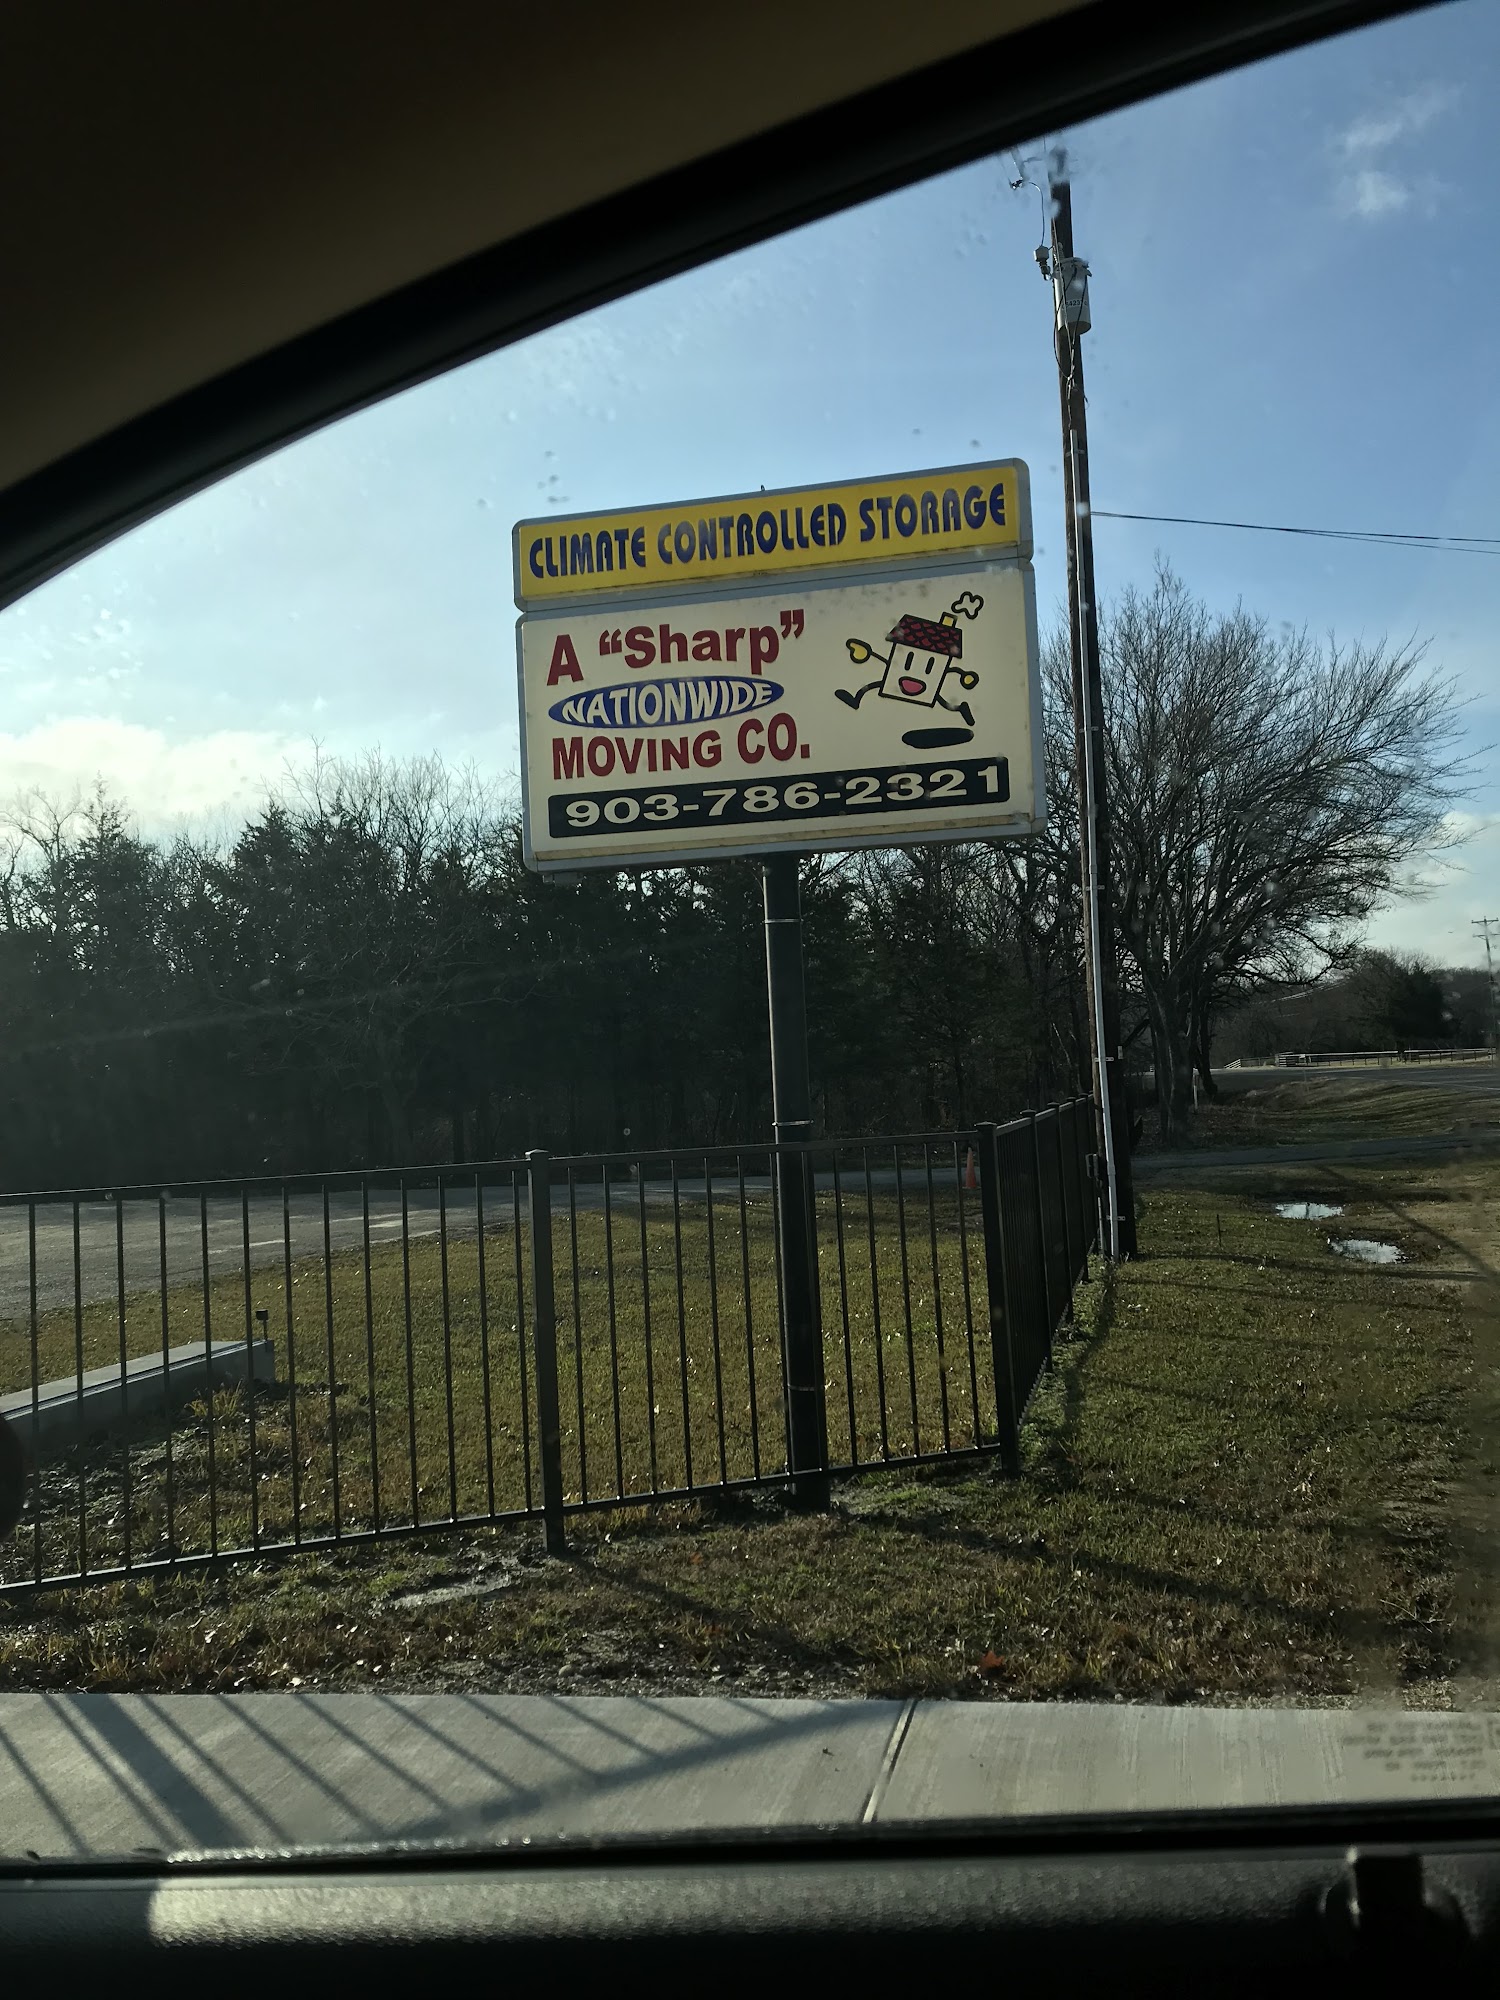 CLIMATE CONTROLLED STORAGE
A “Sharp”
NATIONWIDE
MOVING CO.
903-786-2321